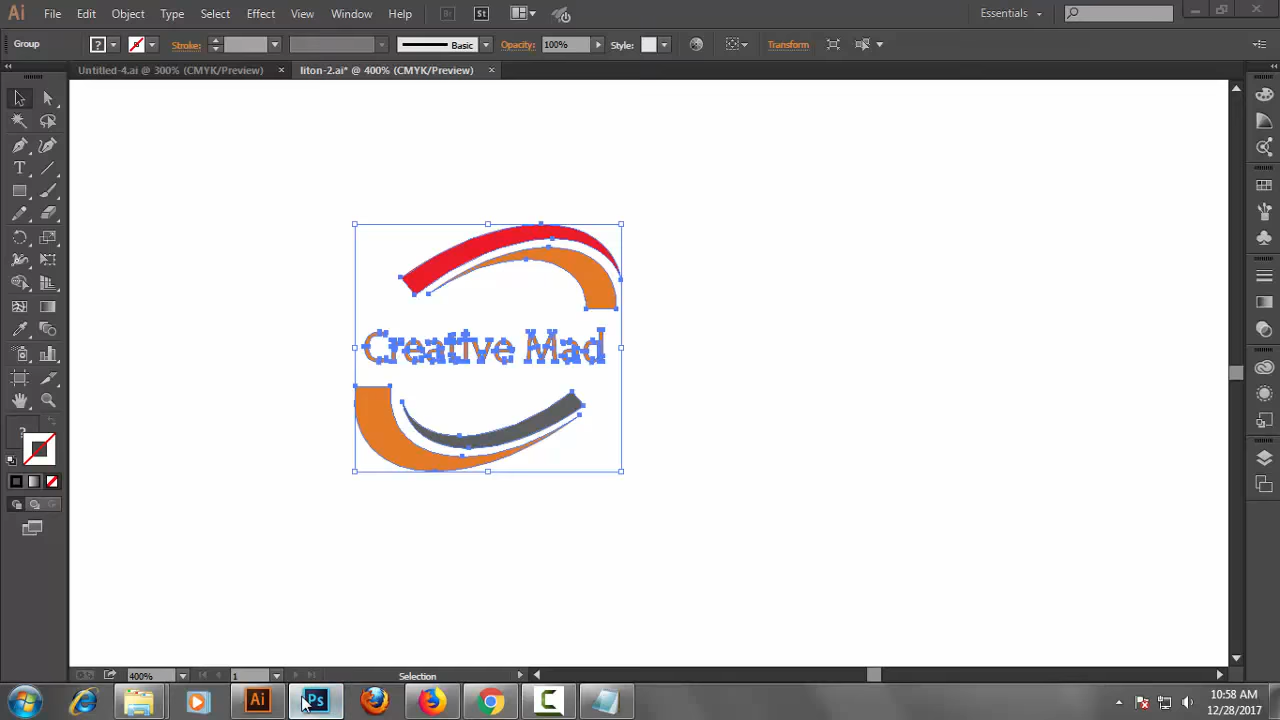 Ai File Edit Object Type Select Effect View Window Help Br St Essentials
Group ? Stroke: Basic Opacity: 100% Style: Transform
Untitled-4.ai @ 300% (CMYK/Preview) × liton-2.ai* @ 400% (CMYK/Preview) ×
T
Creative Mad
?
400% 1 Selection
Ai Ps C 10:58 AM
12/28/2017